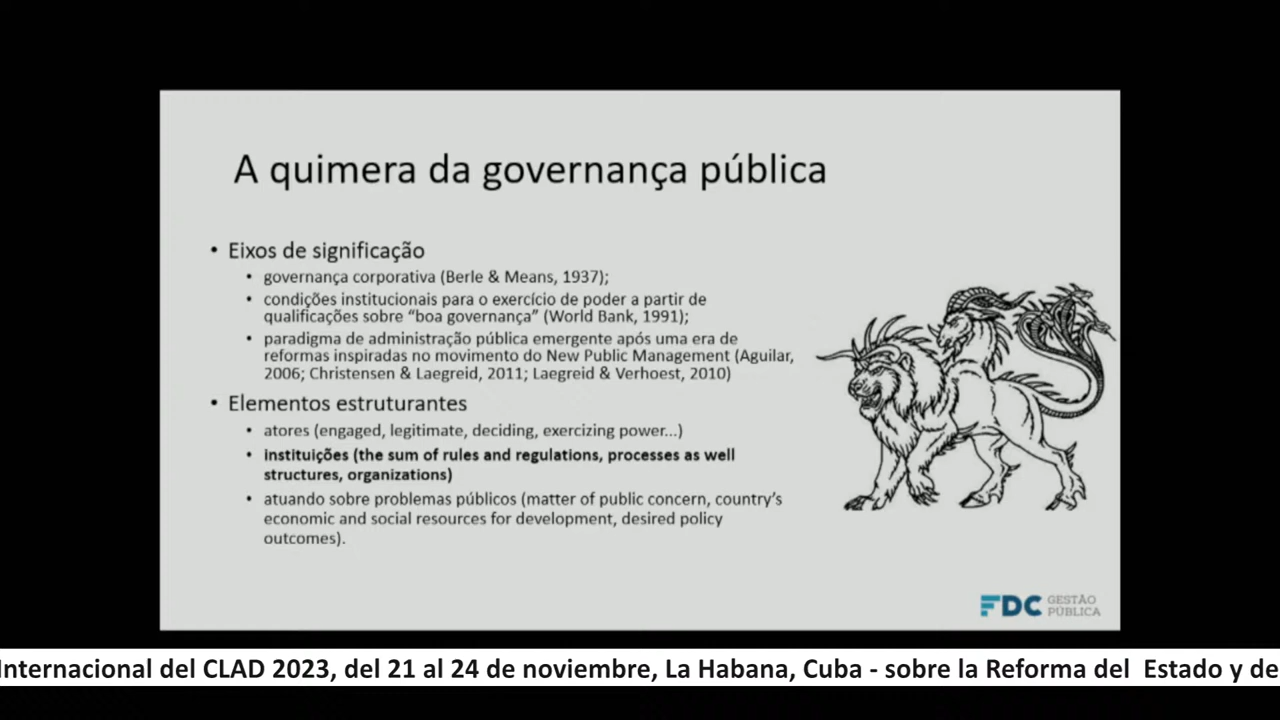 A quimera da governança pública
• Eixos de significação
• governança corporativa (Berle & Means, 1937);
• condições institucionais para o exercício de poder a partir de
qualificações sobre “boa governança” (World Bank, 1991);
• paradigma de administração pública emergente após uma era de
reformas inspiradas no movimento do New Public Management (Aguilar,
2006; Christensen & Laegreid, 2011; Laegreid & Verhoest, 2010)
• Elementos estruturantes
• atores (engaged, legitimate, deciding, exercizing power...)
• instituições (the sum of rules and regulations, processes as well
structures, organizations)
• atuando sobre problemas públicos (matter of public concern, country’s
economic and social resources for development, desired policy
outcomes).
FDC GESTÃO
PÚBLICA
Internacional del CLAD 2023, del 21 al 24 de noviembre, La Habana, Cuba - sobre la Reforma del Estado y de